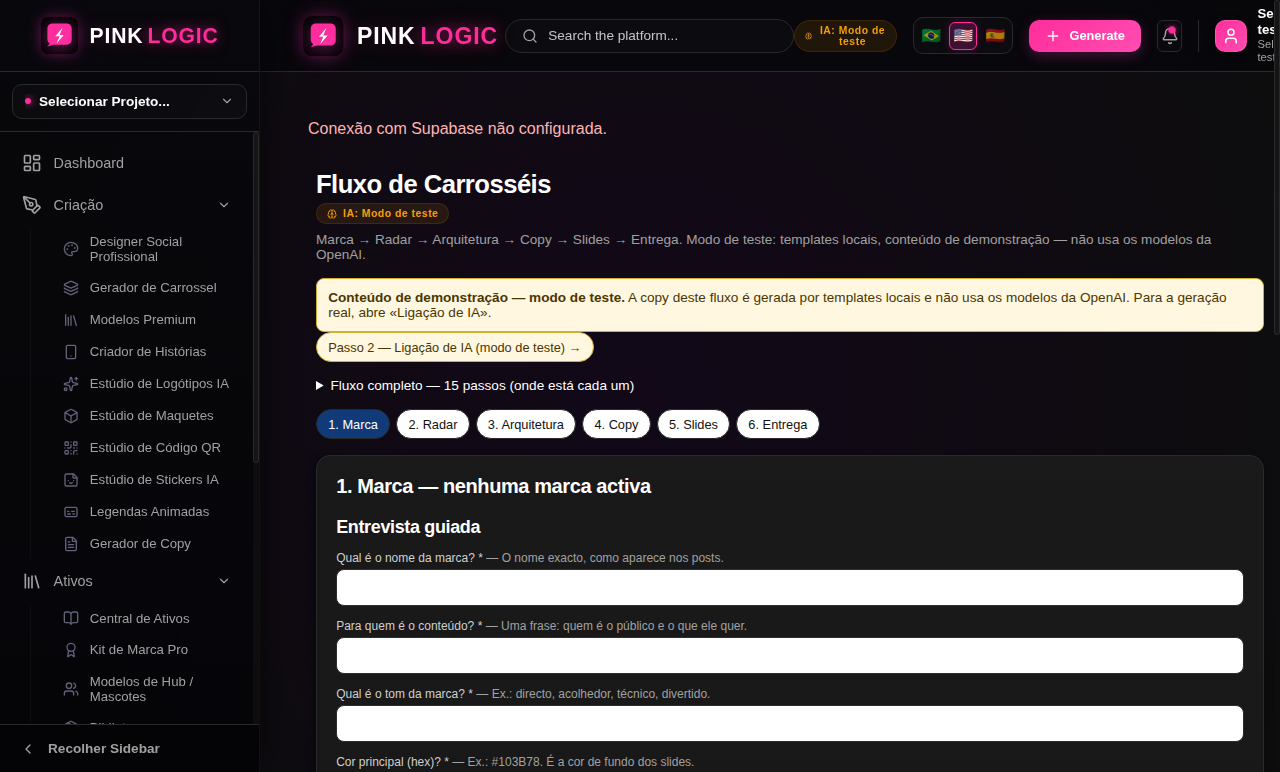 PINK LOGIC
Selecionar Projeto...
Dashboard
Criação
Designer Social
Profissional
Gerador de Carrossel
Modelos Premium
Criador de Histórias
Estúdio de Logótipos IA
Estúdio de Maquetes
Estúdio de Código QR
Estúdio de Stickers IA
Legendas Animadas
Gerador de Copy
Ativos
Central de Ativos
Kit de Marca Pro
Modelos de Hub /
Mascotes
Recolher Sidebar
PINK LOGIC
Search the platform...
IA: Modo de
teste
Generate
Conexão com Supabase não configurada.
Fluxo de Carrosséis
IA: Modo de teste
Marca → Radar → Arquitetura → Copy → Slides → Entrega. Modo de teste: templates locais, conteúdo de demonstração — não usa os modelos da
OpenAI.
Conteúdo de demonstração — modo de teste. A copy deste fluxo é gerada por templates locais e não usa os modelos da OpenAI. Para a geração
real, abre «Ligação de IA».
Passo 2 — Ligação de IA (modo de teste) →
▶ Fluxo completo — 15 passos (onde está cada um)
1. Marca
2. Radar
3. Arquitetura
4. Copy
5. Slides
6. Entrega
1. Marca — nenhuma marca activa
Entrevista guiada
Qual é o nome da marca? * — O nome exacto, como aparece nos posts.
Para quem é o conteúdo? * — Uma frase: quem é o público e o que ele quer.
Qual é o tom da marca? * — Ex.: directo, acolhedor, técnico, divertido.
Cor principal (hex)? * — Ex.: #103B78. É a cor de fundo dos slides.